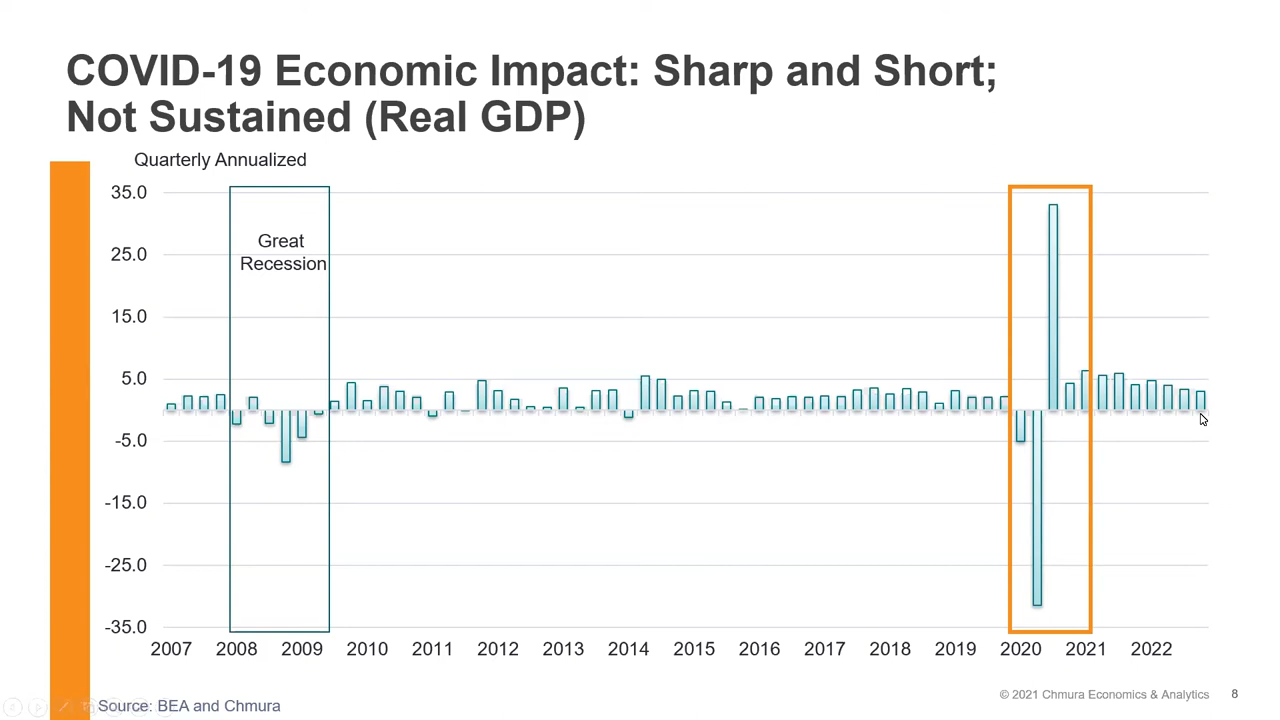 COVID-19 Economic Impact: Sharp and Short;
Not Sustained (Real GDP)
Quarterly Annualized
35.0
25.0
15.0
5.0
-5.0
-15.0
-25.0
-35.0
Great
Recession
2007 2008 2009 2010 2011 2012 2013 2014 2015 2016 2017 2018 2019 2020 2021 2022
Source: BEA and Chmura
© 2021 Chmura Economics & Analytics 8